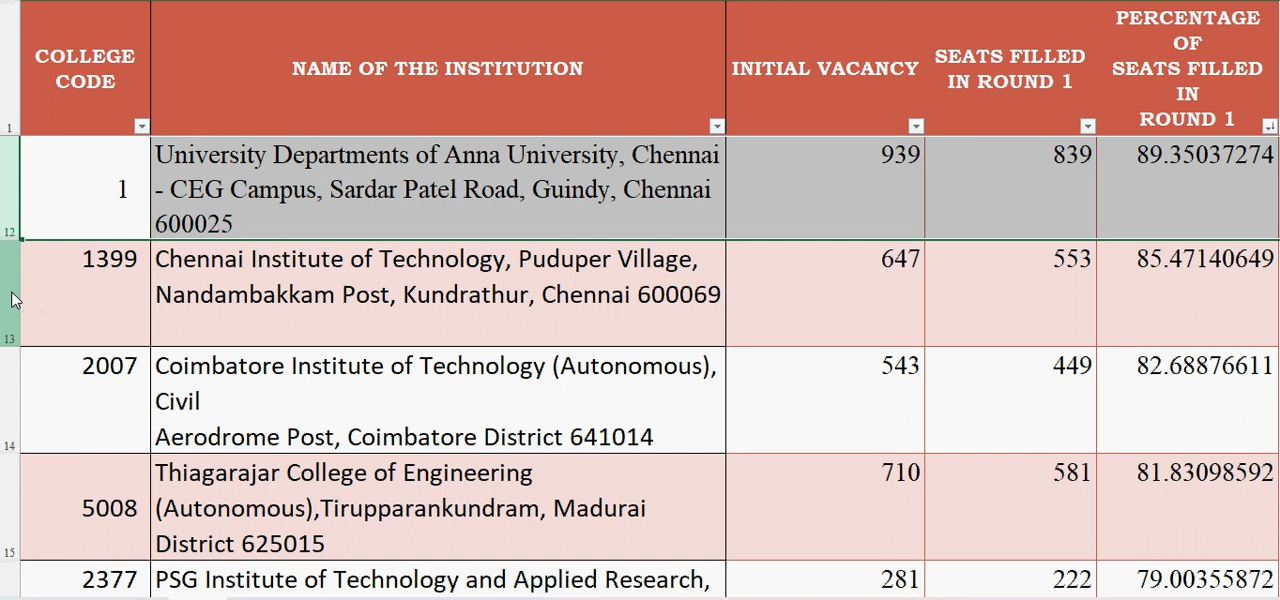 COLLEGE
CODE
NAME OF THE INSTITUTION
INITIAL VACANCY
SEATS FILLED
IN ROUND 1
PERCENTAGE
OF
SEATS FILLED
IN
ROUND 1
1
12
1
University Departments of Anna University, Chennai
- CEG Campus, Sardar Patel Road, Guindy, Chennai
600025
939
839
89.35037274
13
1399
Chennai Institute of Technology, Puduper Village,
Nandambakkam Post, Kundrathur, Chennai 600069
647
553
85.47140649
14
2007
Coimbatore Institute of Technology (Autonomous),
Civil
Aerodrome Post, Coimbatore District 641014
543
449
82.68876611
15
5008
Thiagarajar College of Engineering
(Autonomous),Tirupparankundram, Madurai
District 625015
710
581
81.83098592
2377
PSG Institute of Technology and Applied Research,
281
222
79.00355872